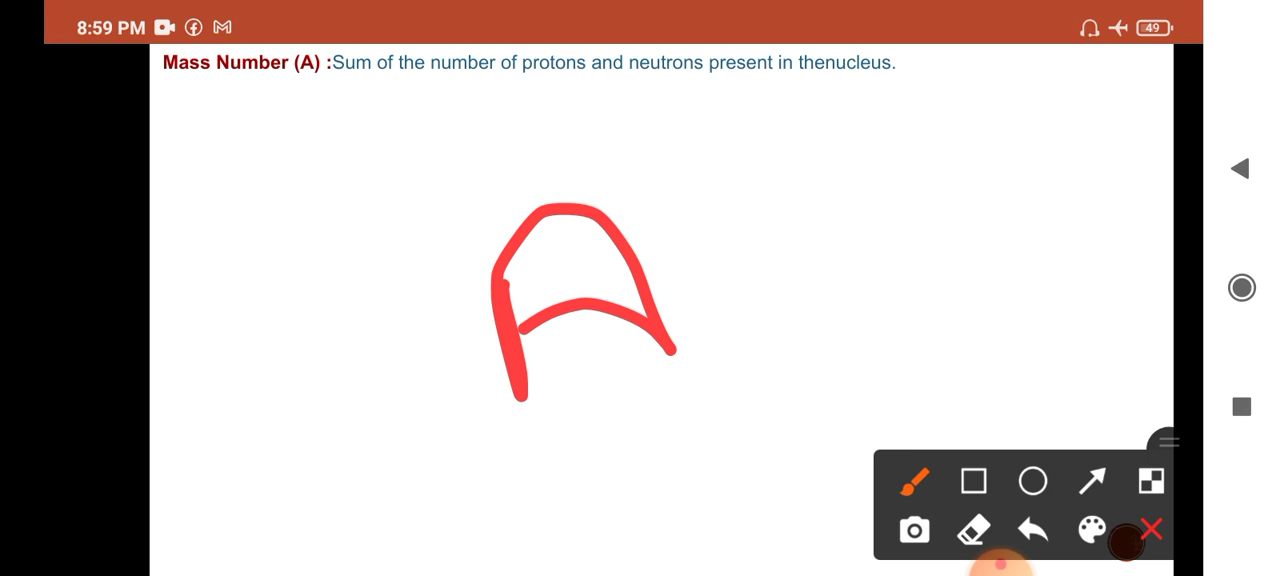 8:59 PM
49
Mass Number (A) :Sum of the number of protons and neutrons present in thenucleus.
A